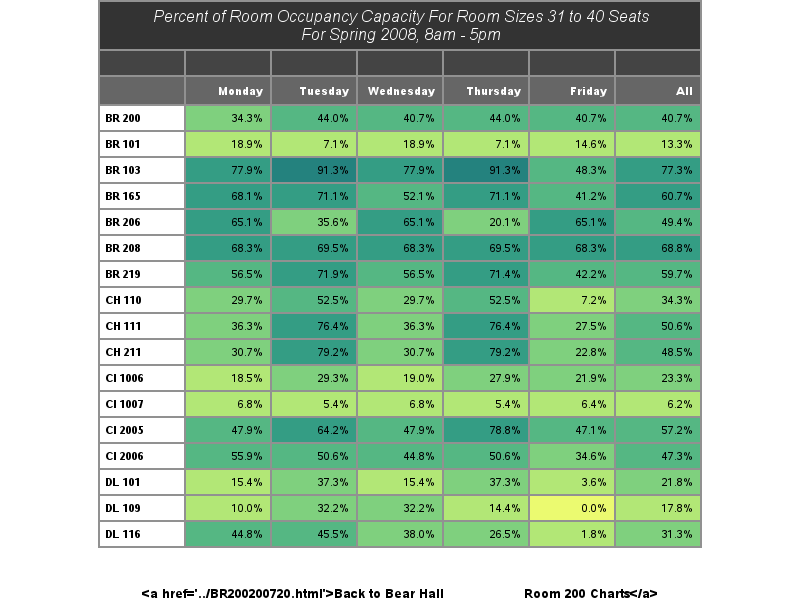 Percent of Room Occupancy Capacity For Room Sizes 31 to 40 Seats
For Spring 2008, 8am - 5pm
Monday Tuesday Wednesday Thursday Friday All
BR 200 34.3% 44.0% 40.7% 44.0% 40.7% 40.7%
BR 101 18.9% 7.1% 18.9% 7.1% 14.6% 13.3%
BR 103 77.9% 91.3% 77.9% 91.3% 48.3% 77.3%
BR 165 68.1% 71.1% 52.1% 71.1% 41.2% 60.7%
BR 206 65.1% 35.6% 65.1% 20.1% 65.1% 49.4%
BR 208 68.3% 69.5% 68.3% 69.5% 68.3% 68.8%
BR 219 56.5% 71.9% 56.5% 71.4% 42.2% 59.7%
CH 110 29.7% 52.5% 29.7% 52.5% 7.2% 34.3%
CH 111 36.3% 76.4% 36.3% 76.4% 27.5% 50.6%
CH 211 30.7% 79.2% 30.7% 79.2% 22.8% 48.5%
CI 1006 18.5% 29.3% 19.0% 27.9% 21.9% 23.3%
CI 1007 6.8% 5.4% 6.8% 5.4% 6.4% 6.2%
CI 2005 47.9% 64.2% 47.9% 78.8% 47.1% 57.2%
CI 2006 55.9% 50.6% 44.8% 50.6% 34.6% 47.3%
DL 101 15.4% 37.3% 15.4% 37.3% 3.6% 21.8%
DL 109 10.0% 32.2% 32.2% 14.4% 0.0% 17.8%
DL 116 44.8% 45.5% 38.0% 26.5% 1.8% 31.3%
<a href='../BR200200720.html'>Back to Bear Hall Room 200 Charts</a>